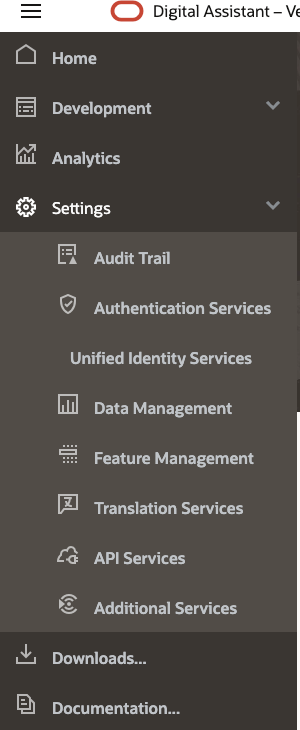 Digital Assistant –
Home
Development
Analytics
Settings
Audit Trail
Authentication Services
Unified Identity Services
Data Management
Feature Management
Translation Services
API Services
Additional Services
Downloads...
Documentation...